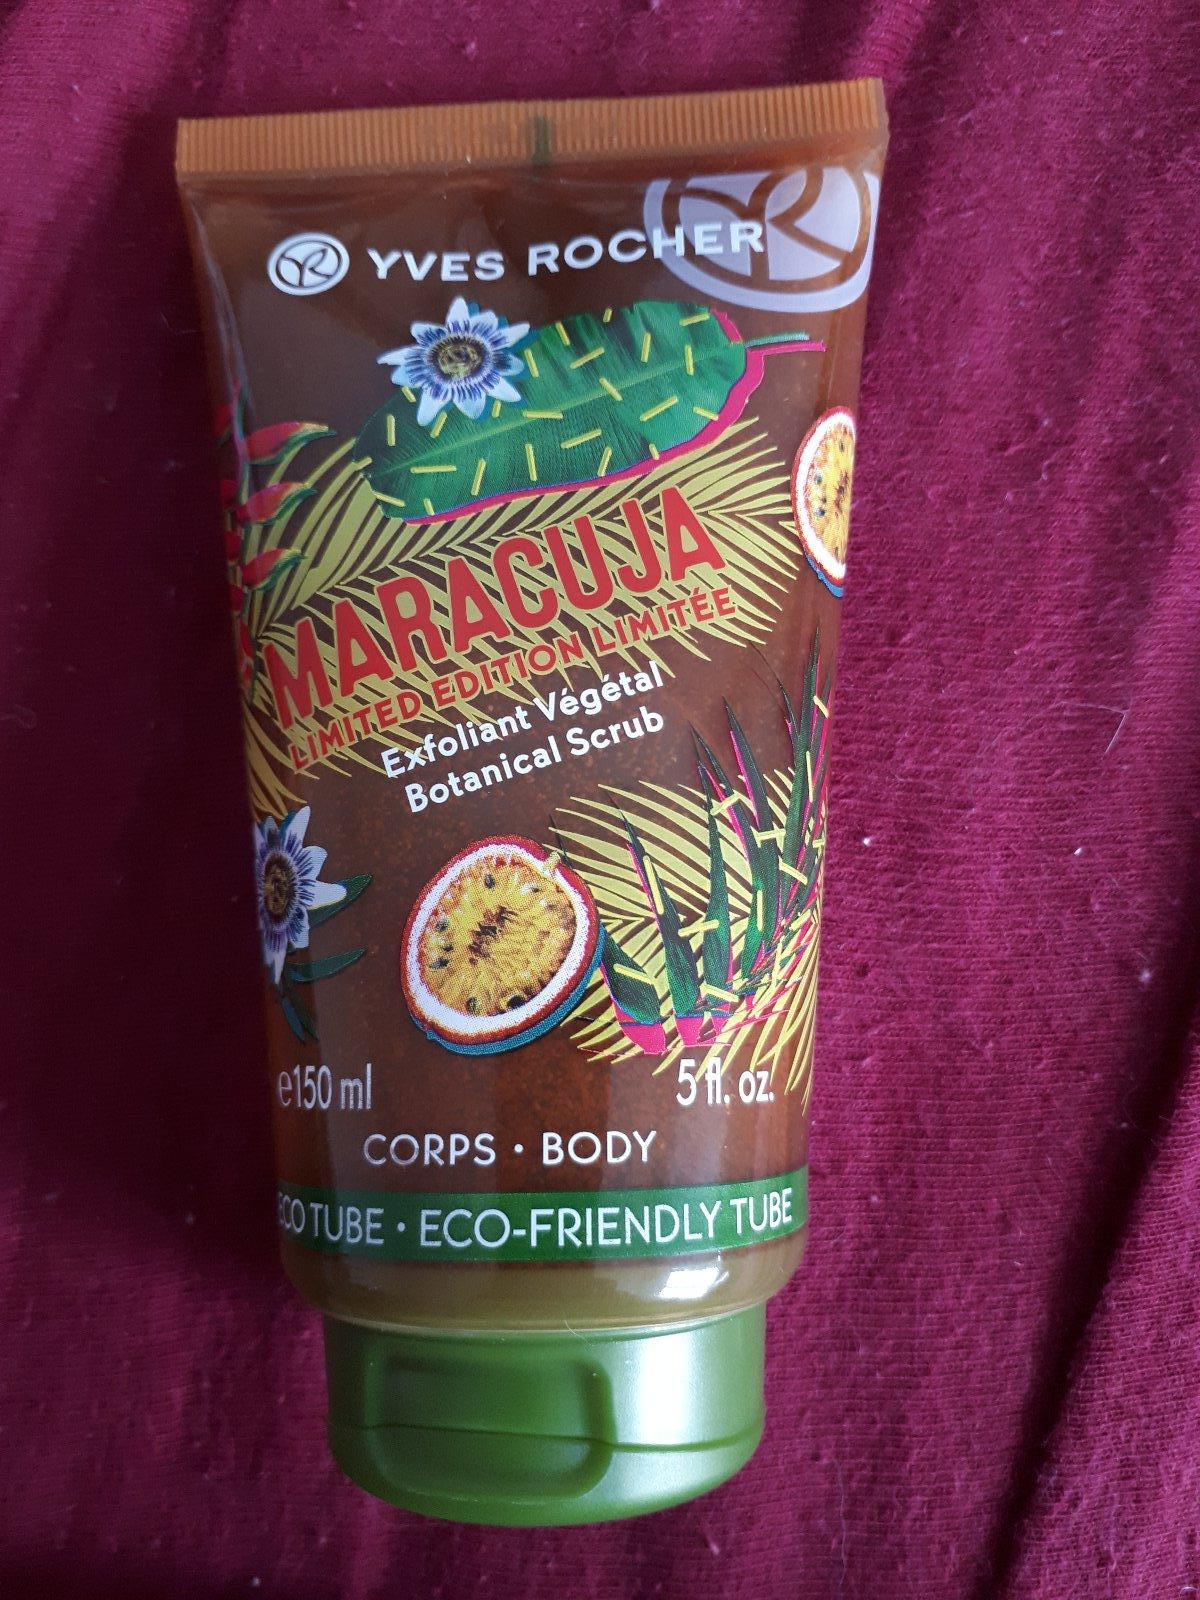 YVES ROCHER
MARACUJA
LIMITED EDITION LIMITÉE
Exfoliant Végétal
Botanical Scrub
e150 ml 5 fl. oz.
CORPS · BODY
ECO TUBE · ECO-FRIENDLY TUBE